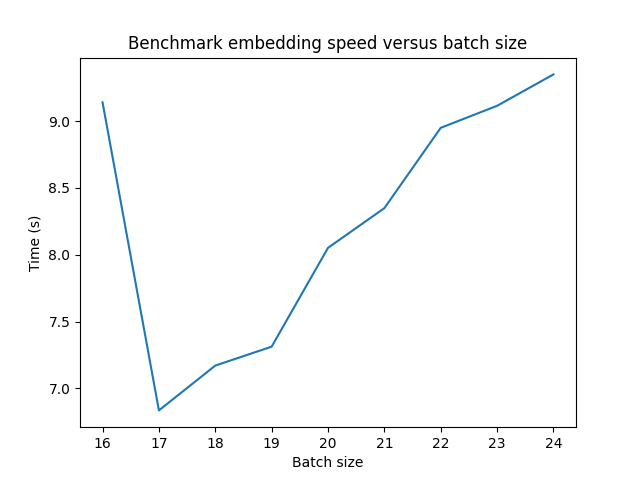 Benchmark embedding speed versus batch size
Time (s)
9.0
8.5
8.0
7.5
7.0
16 17 18 19 20 21 22 23 24
Batch size